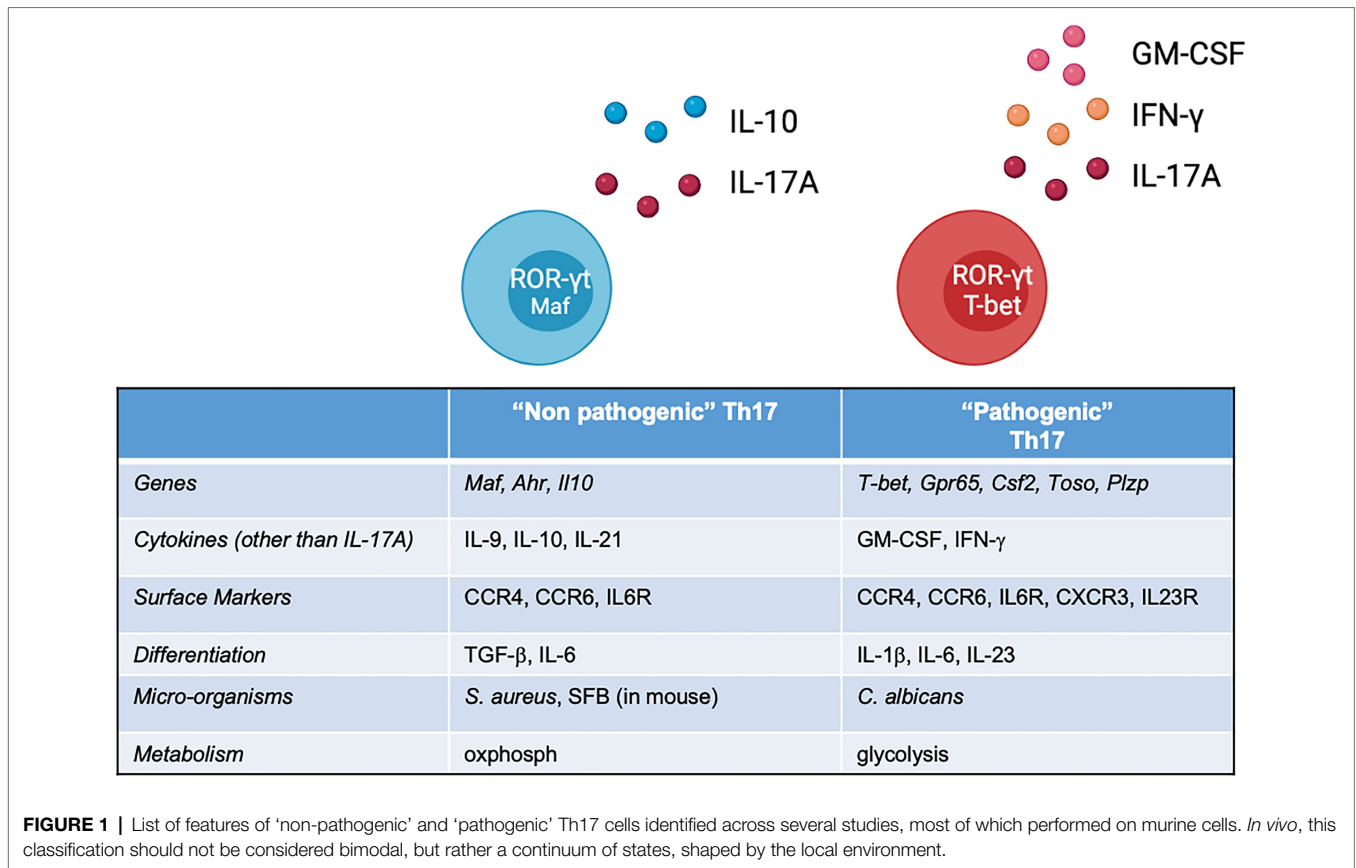 GM-CSF
IL-10
IFN-γ
IL-17A
IL-17A
ROR-γt
Maf
ROR-γt
T-bet
“Non pathogenic” Th17
“Pathogenic”
Th17
Genes
Maf, Ahr, Il10
T-bet, Gpr65, Csf2, Toso, Plzp
Cytokines (other than IL-17A)
IL-9, IL-10, IL-21
GM-CSF, IFN-γ
Surface Markers
CCR4, CCR6, IL6R
CCR4, CCR6, IL6R, CXCR3, IL23R
Differentiation
TGF-β, IL-6
IL-1β, IL-6, IL-23
Micro-organisms
S. aureus, SFB (in mouse)
C. albicans
Metabolism
oxphosph
glycolysis
FIGURE 1 | List of features of ‘non-pathogenic’ and ‘pathogenic’ Th17 cells identified across several studies, most of which performed on murine cells. In vivo, this
classification should not be considered bimodal, but rather a continuum of states, shaped by the local environment.